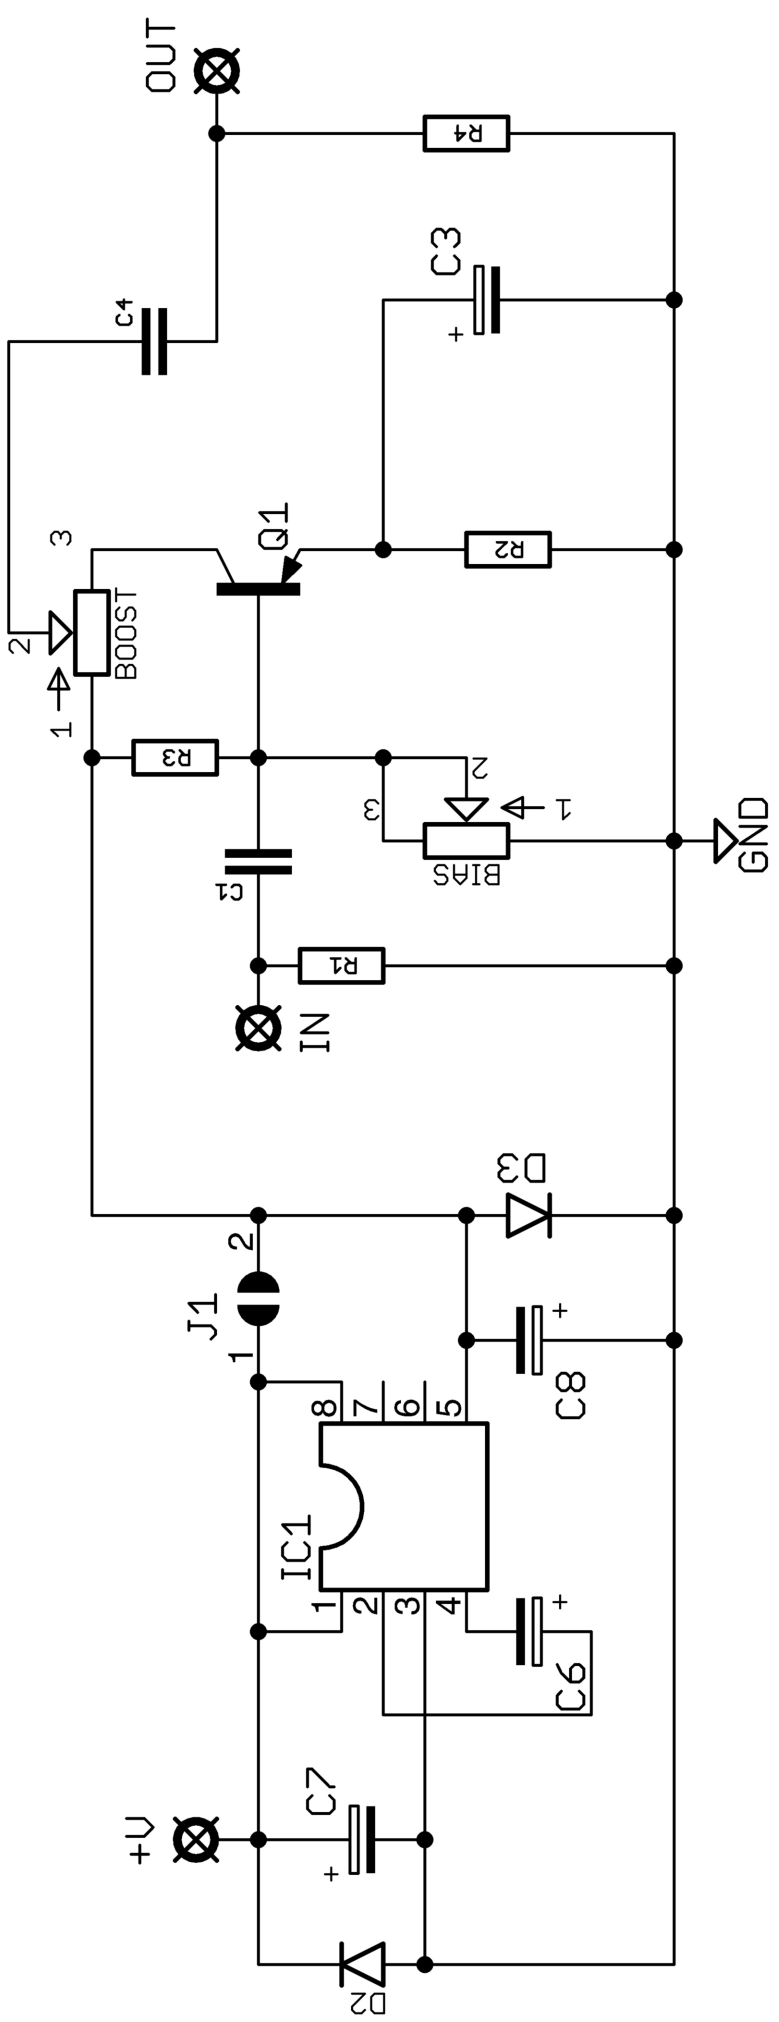 +V
D2
+
C7
IC1
1
2
3
4
8
7
6
5
C6
+
C8
+
J1
1
2
D3
IN
R1
C1
R3
BIAS
3
2
1
GND
1
2
3
BOOST
Q1
R2
C4
+
C3
R4
OUT